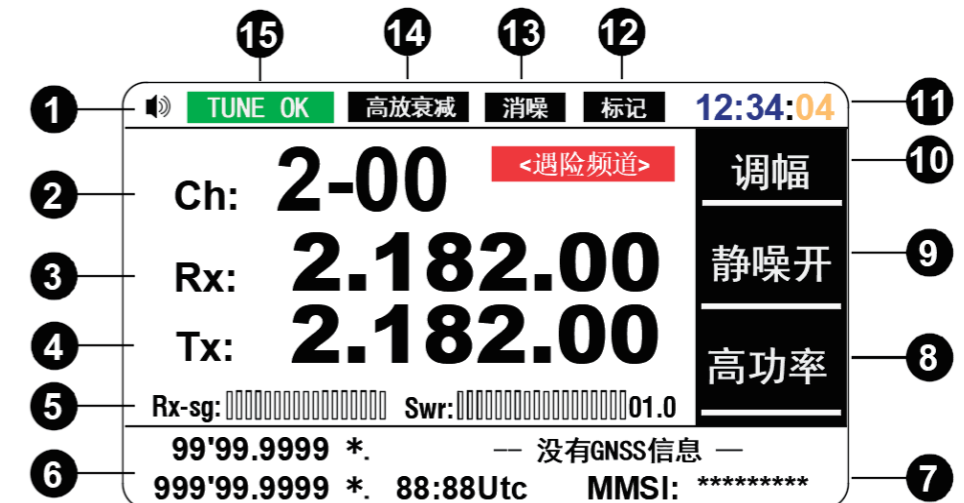 15 14 13 12
1 TUNE OK 高放衰减 消噪 标记 12:34:04 11
<遇险频道> 调幅 10
2 Ch: 2-00
3 Rx: 2.182.00 静噪开 9
4 Tx: 2.182.00 高功率 8
5 Rx-sg: Swr: 01.0
99'99.9999 *. -- 没有GNSS信息 —
6 999'99.9999 *. 88:88Utc MMSI: ********* 7